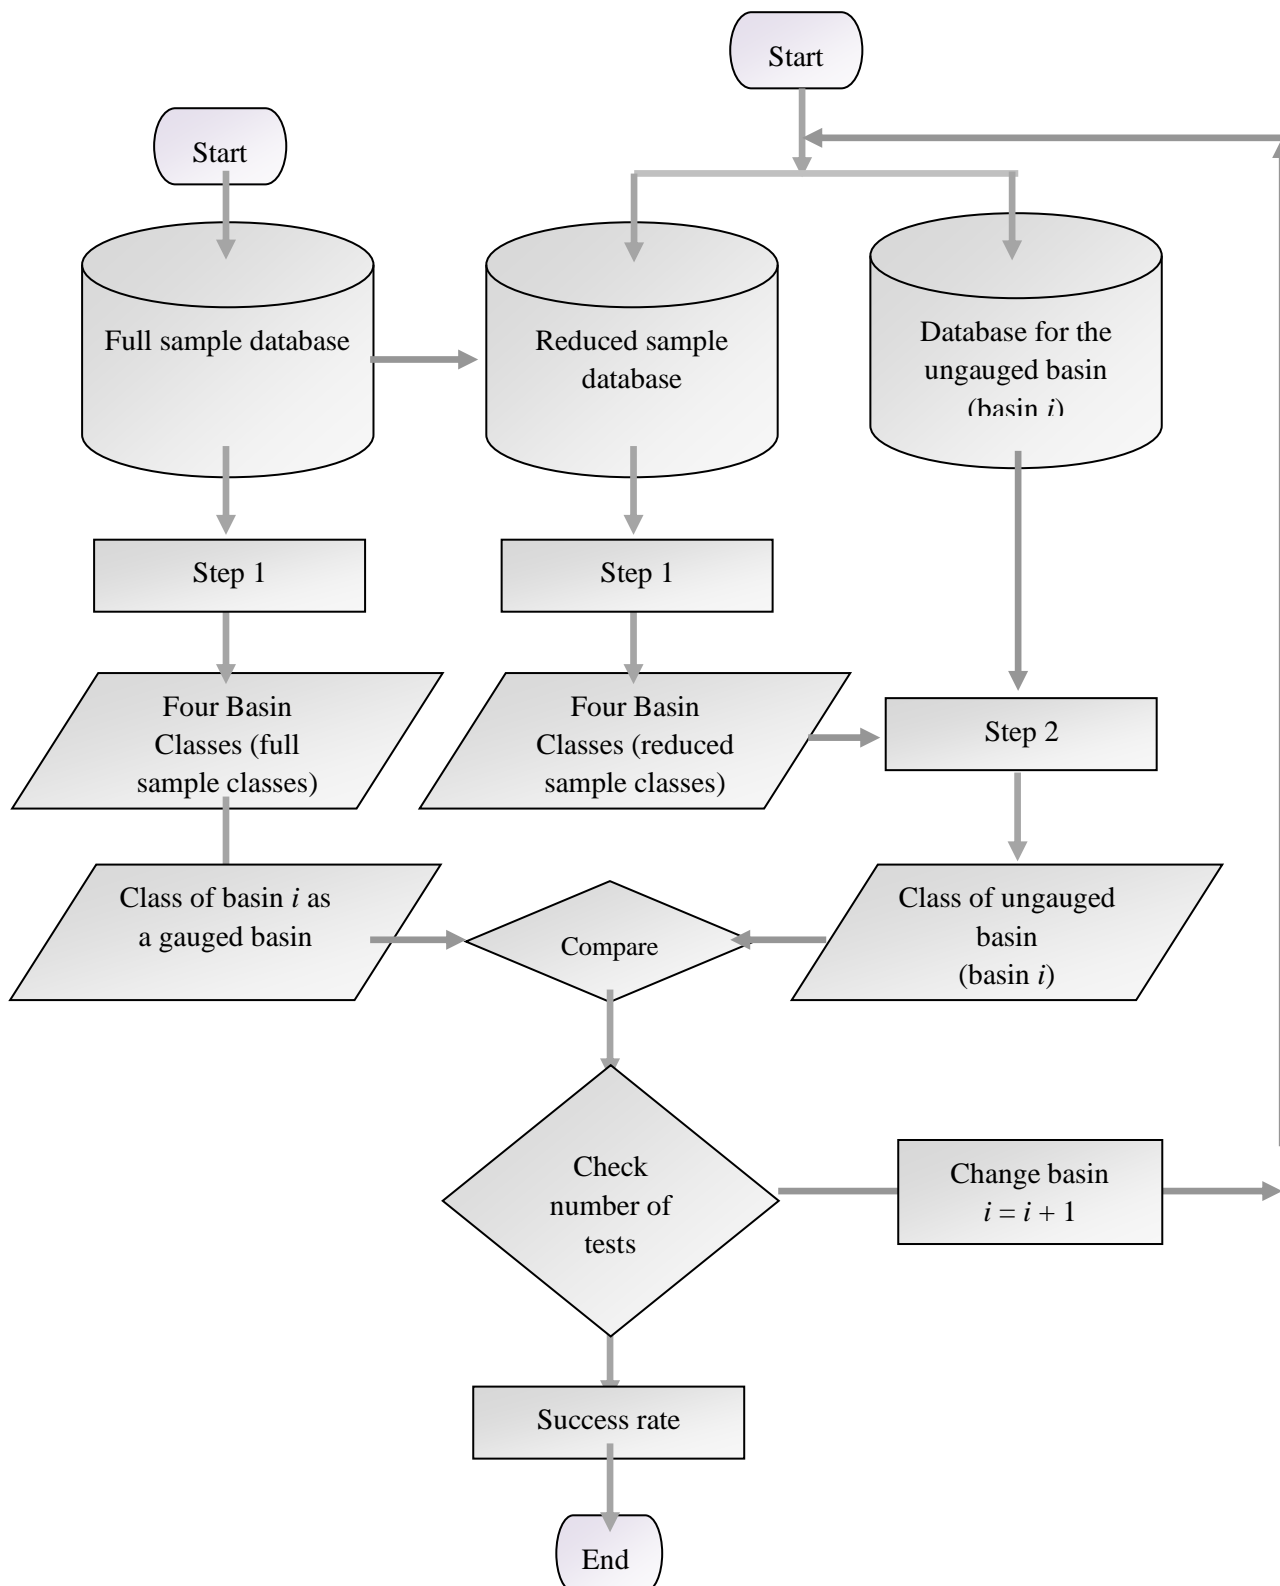 Start
Start
Full sample database
Reduced sample
database
Database for the
ungauged basin
(basin i)
Step 1
Step 1
Four Basin
Classes (full
sample classes)
Four Basin
Classes (reduced
sample classes)
Step 2
Class of basin i as
a gauged basin
Compare
Class of ungauged
basin
(basin i)
Check
number of
tests
Change basin
i = i + 1
Success rate
End